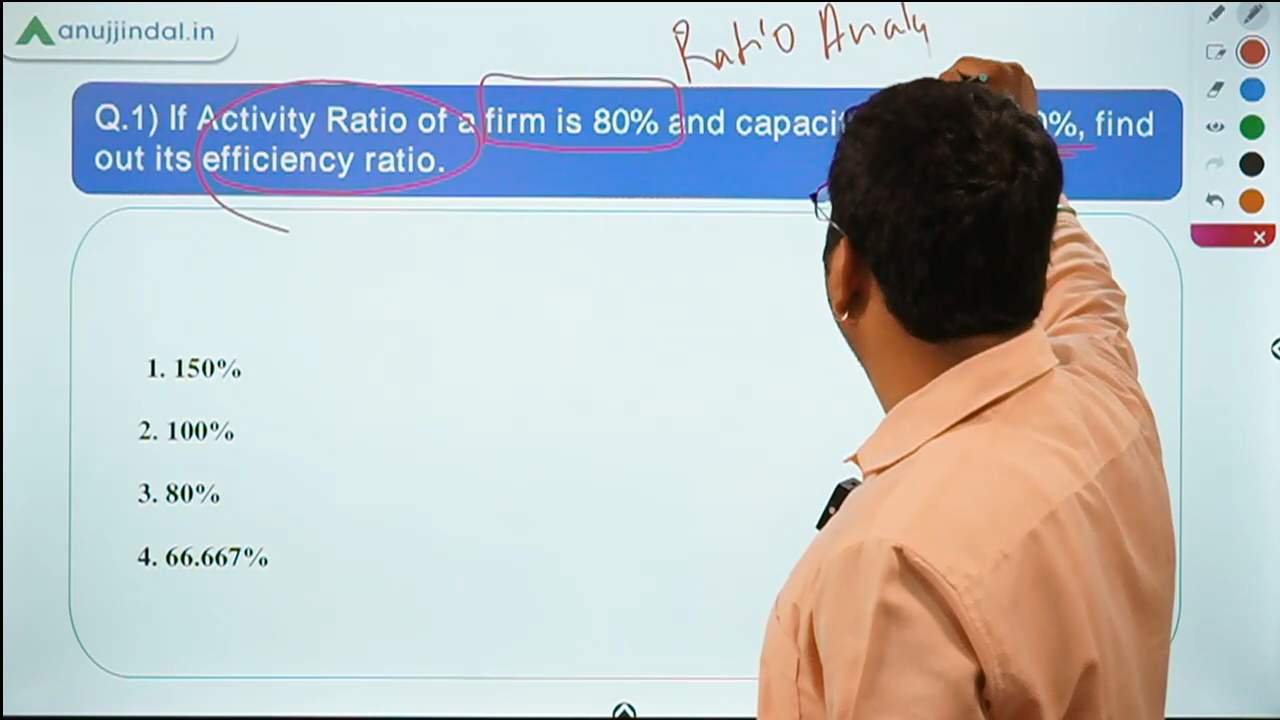 anujjindal.in
Ratio Analy
Q.1) If Activity Ratio of a firm is 80% and %, find
out its efficiency ratio.
1. 150%
2. 100%
3. 80%
4. 66.667%